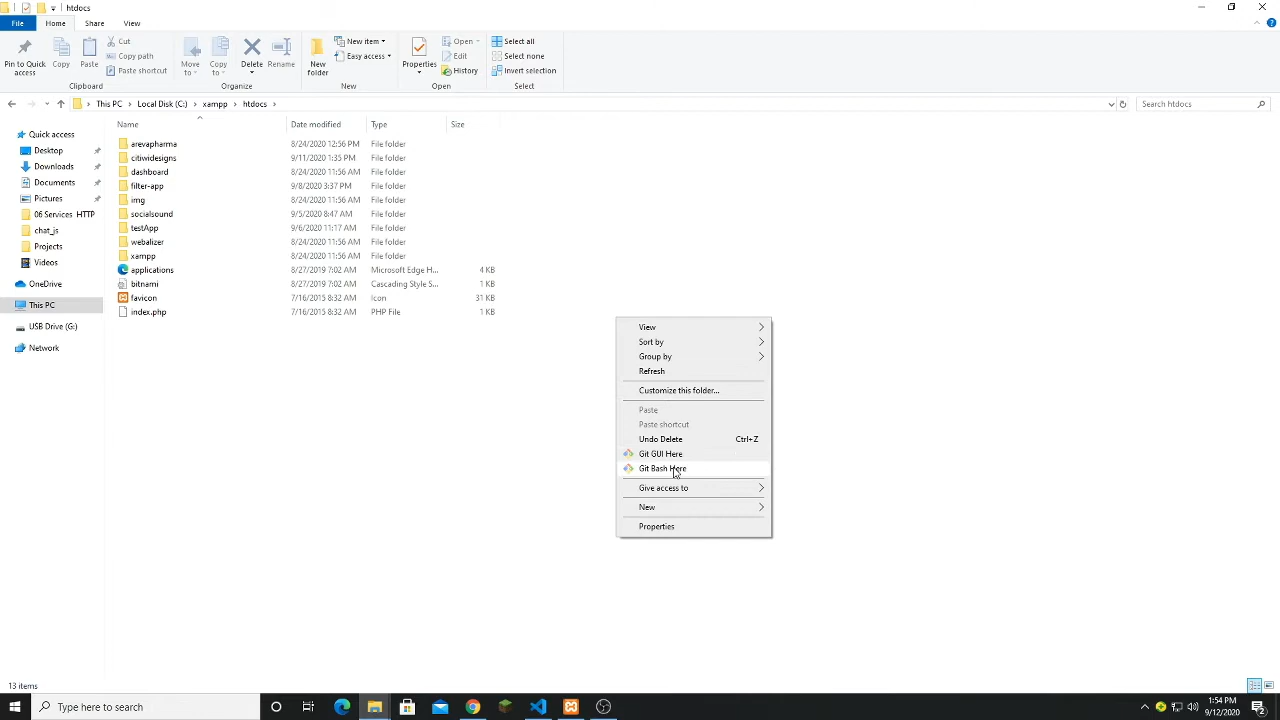 htdocs
File Home Share View
Pin to Quick access
Copy
Paste
Cut
Copy path
Paste shortcut
Clipboard
Move to
Copy to
Delete
Rename
Organize
New folder
New item
Easy access
New
Properties
Open
Edit
History
Open
Select all
Select none
Invert selection
Select
This PC Local Disk (C:) xampp htdocs
Search htdocs
Name Date modified Type Size
Quick access
Desktop
Downloads
Documents
Pictures
06 Services HTTP
chat_js
Projects
Videos
OneDrive
This PC
USB Drive (G:)
Network
arevapharma 8/24/2020 12:56 PM File folder
citiwidesigns 9/11/2020 1:35 PM File folder
dashboard 8/24/2020 11:56 AM File folder
filter-app 9/8/2020 3:37 PM File folder
img 8/24/2020 11:56 AM File folder
socialsound 9/5/2020 8:47 AM File folder
testApp 9/6/2020 11:17 AM File folder
webalizer 8/24/2020 11:56 AM File folder
xampp 8/24/2020 11:56 AM File folder
applications 8/27/2019 7:02 AM Microsoft Edge H... 4 KB
bitnami 8/27/2019 7:02 AM Cascading Style S... 1 KB
favicon 7/16/2015 8:32 AM Icon 31 KB
index.php 7/16/2015 8:32 AM PHP File 1 KB
View
Sort by
Group by
Refresh
Customize this folder...
Paste
Paste shortcut
Undo Delete Ctrl+Z
Git GUI Here
Git Bash Here
Give access to
New
Properties
13 items
Type here to search
1:54 PM
9/12/2020